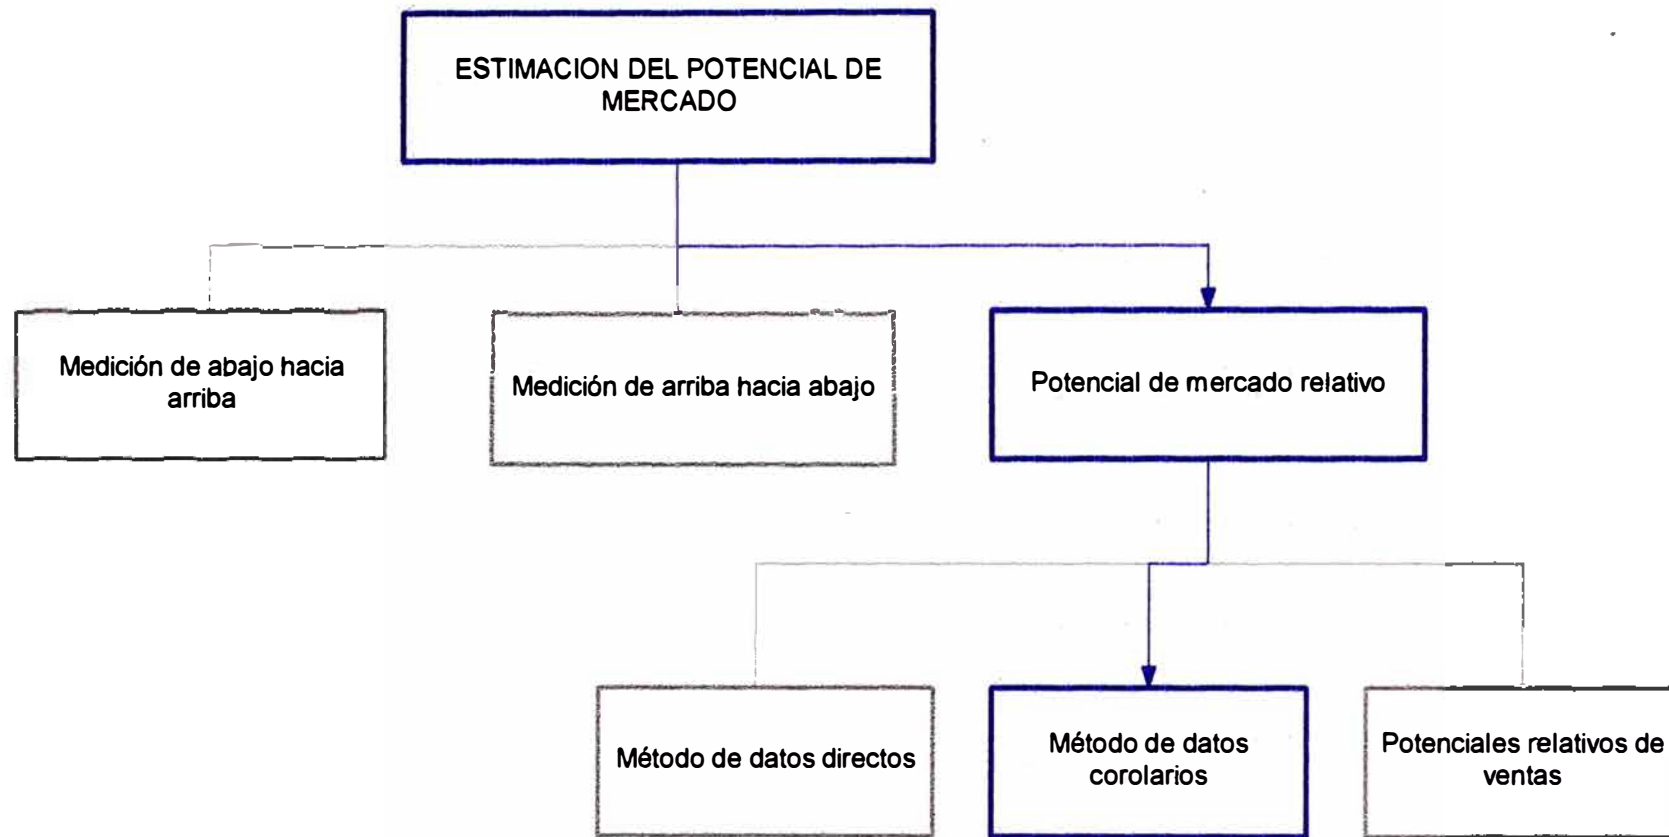 ESTIMACION DEL POTENCIAL DE
MERCADO
Medición de abajo hacia
arriba
Medición de arriba hacia abajo
Potencial de mercado relativo
Método de datos directos
Método de datos
corolarios
Potenciales relativos de
ventas